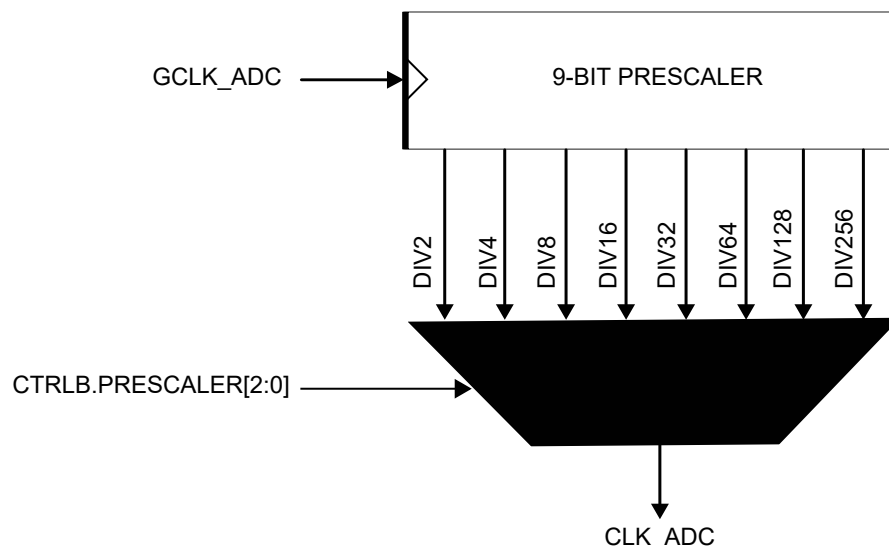 GCLK_ADC
9-BIT PRESCALER
DIV2
DIV4
DIV8
DIV16
DIV32
DIV64
DIV128
DIV256
CTRLB.PRESCALER[2:0]
CLK_ADC